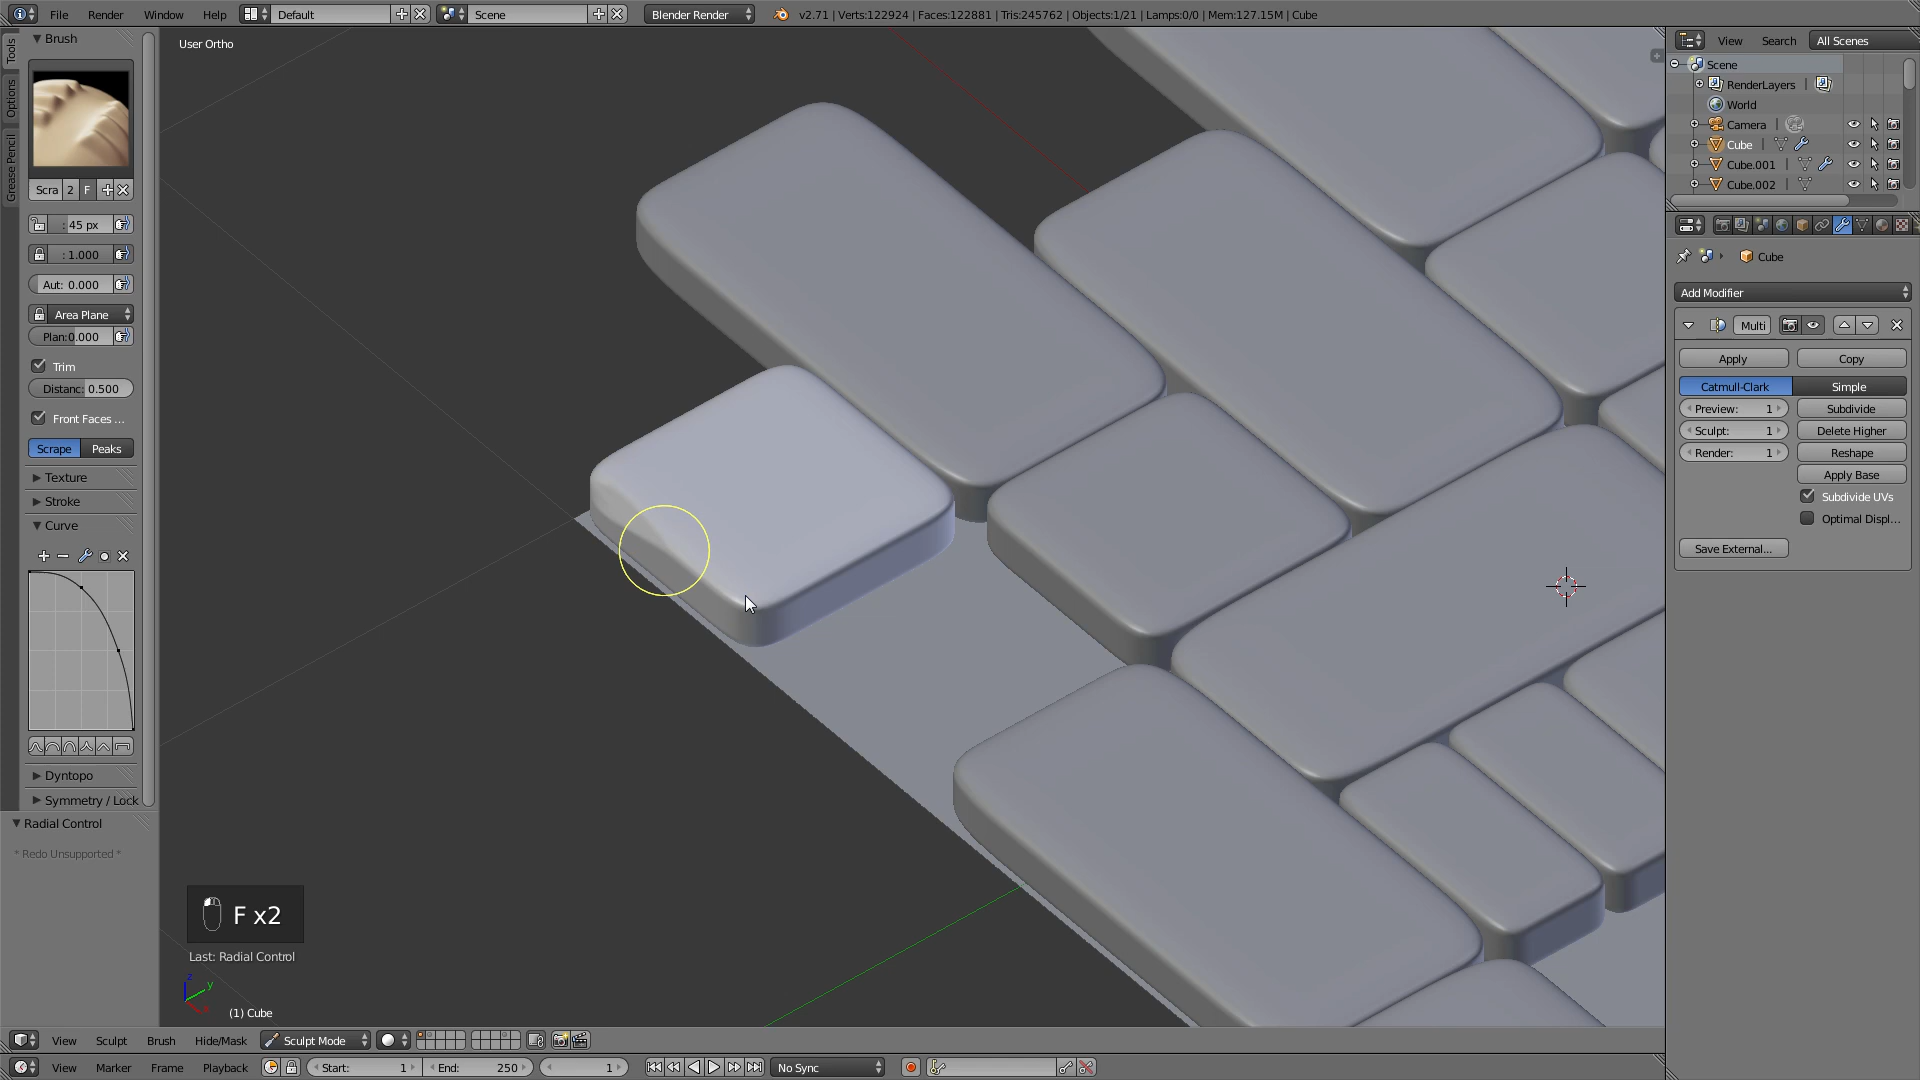 File Render Window Help Default Scene Blender Render v2.71 | Verts:122924 | Faces:122881 | Tris:245762 | Objects:1/21 | Lamps:0/0 | Mem:127.15M | Cube
Tools
Options
Grease Pencil
Brush
Scra 2 F
: 45 px
: 1.000
Aut: 0.000
Area Plane
Plan:0.000
Trim
Distanc: 0.500
Front Faces ...
Scrape Peaks
Texture
Stroke
Curve
Dyntopo
Symmetry / Lock
Radial Control
* Redo Unsupported *
User Ortho
F x2
Last: Radial Control
z
y
(1) Cube
View Search All Scenes
Scene
RenderLayers |
World
Camera |
Cube |
Cube.001 |
Cube.002 |
Cube
Add Modifier
Multi
Apply Copy
Catmull-Clark Simple
Preview: 1 Subdivide
Sculpt: 1 Delete Higher
Render: 1 Reshape
Apply Base
Subdivide UVs
Optimal Displ...
Save External...
View Sculpt Brush Hide/Mask Sculpt Mode
View Marker Frame Playback Start: 1 End: 250 1 No Sync